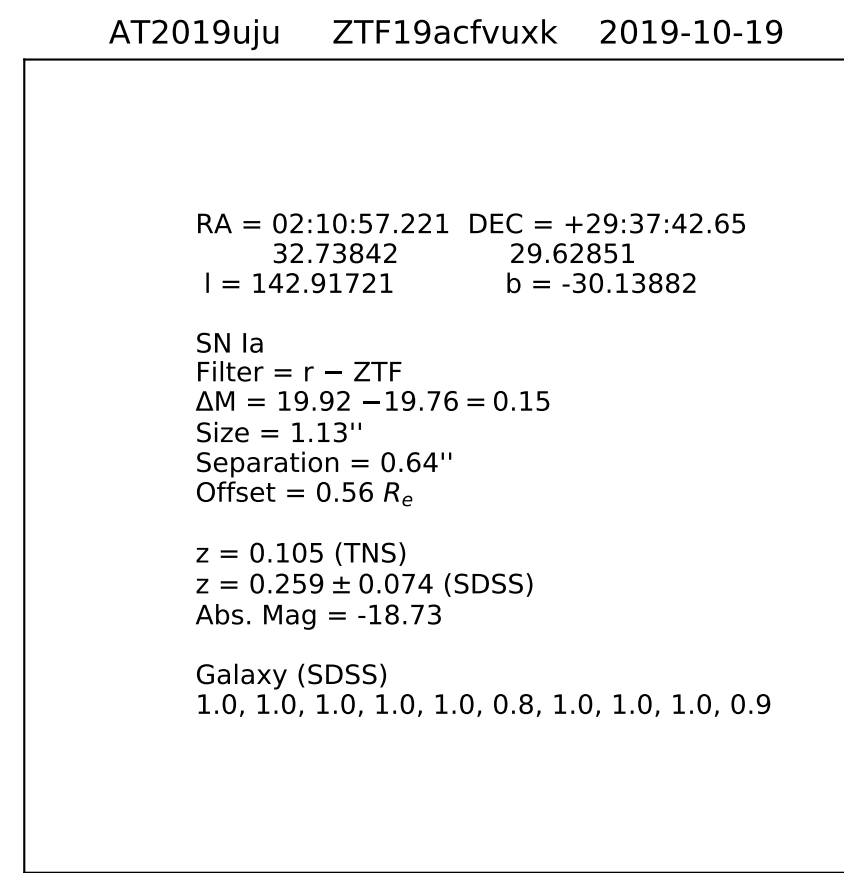 AT2019uju ZTF19acfvuxk 2019-10-19
RA = 02:10:57.221 DEC = +29:37:42.65
32.73842 29.62851
l = 142.91721 b = -30.13882
SN Ia
Filter = r − ZTF
ΔM = 19.92 −19.76 = 0.15
Size = 1.13''
Separation = 0.64''
Offset = 0.56 Rₑ
z = 0.105 (TNS)
z = 0.259 ± 0.074 (SDSS)
Abs. Mag = -18.73
Galaxy (SDSS)
1.0, 1.0, 1.0, 1.0, 1.0, 0.8, 1.0, 1.0, 1.0, 0.9